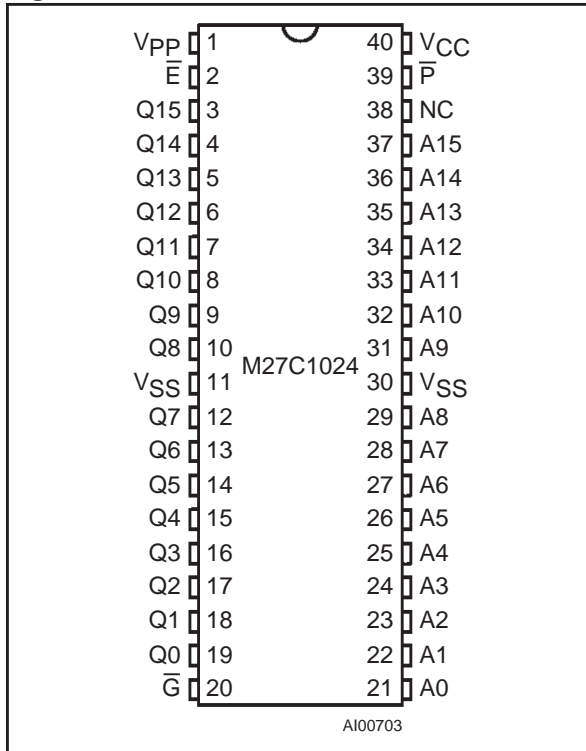 VPP 1 40 VCC
E̅ 2 39 P̅
Q15 3 38 NC
Q14 4 37 A15
Q13 5 36 A14
Q12 6 35 A13
Q11 7 34 A12
Q10 8 33 A11
Q9 9 32 A10
Q8 10 31 A9
M27C1024
VSS 11 30 VSS
Q7 12 29 A8
Q6 13 28 A7
Q5 14 27 A6
Q4 15 26 A5
Q3 16 25 A4
Q2 17 24 A3
Q1 18 23 A2
Q0 19 22 A1
G̅ 20 21 A0
AI00703